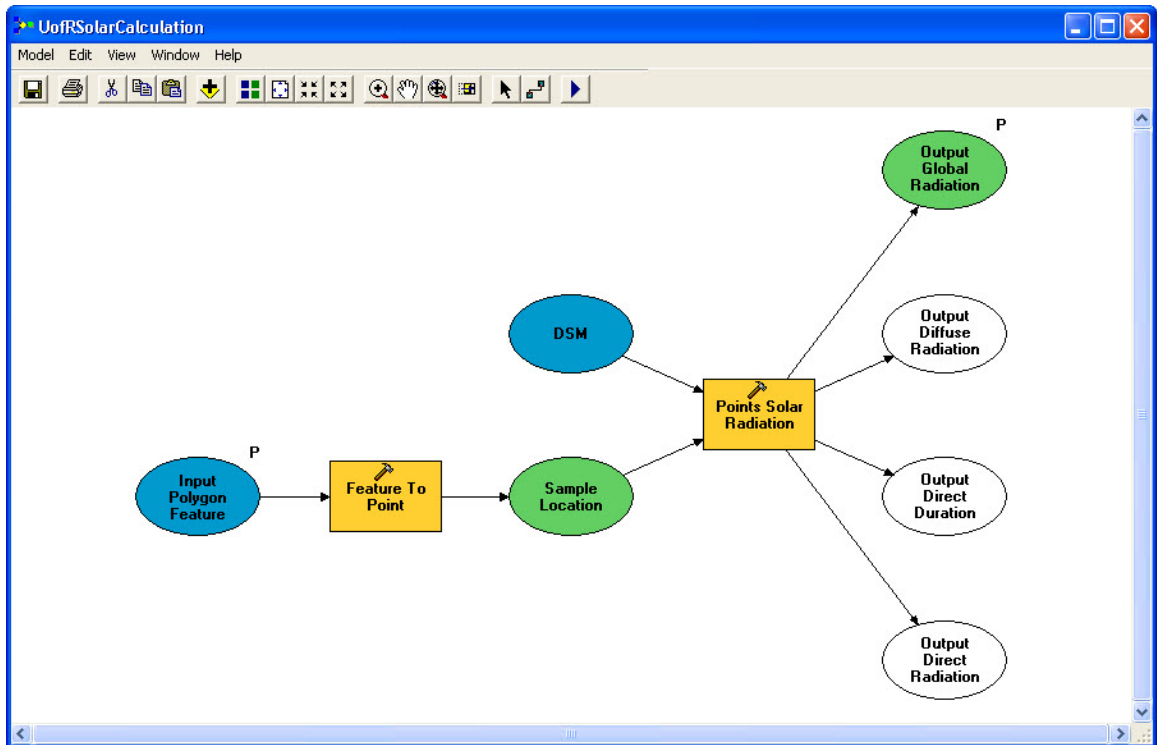 UofRSolarCalculation
Model Edit View Window Help
P
Output
Global
Radiation
DSM
Output
Diffuse
Radiation
Points Solar
Radiation
P
Input
Polygon
Feature
Feature To
Point
Sample
Location
Output
Direct
Duration
Output
Direct
Radiation